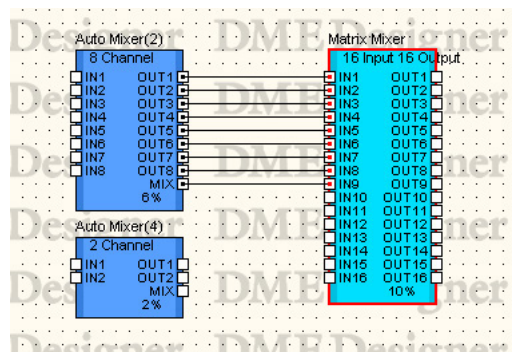 Auto Mixer(2)
8 Channel
IN1 OUT1
IN2 OUT2
IN3 OUT3
IN4 OUT4
IN5 OUT5
IN6 OUT6
IN7 OUT7
IN8 OUT8
MIX
6%
Auto Mixer(4)
2 Channel
IN1 OUT1
IN2 OUT2
MIX
2%
Matrix Mixer
16 Input 16 Output
IN1 OUT1
IN2 OUT2
IN3 OUT3
IN4 OUT4
IN5 OUT5
IN6 OUT6
IN7 OUT7
IN8 OUT8
IN9 OUT9
IN10 OUT10
IN11 OUT11
IN12 OUT12
IN13 OUT13
IN14 OUT14
IN15 OUT15
IN16 OUT16
10%
DME Designer